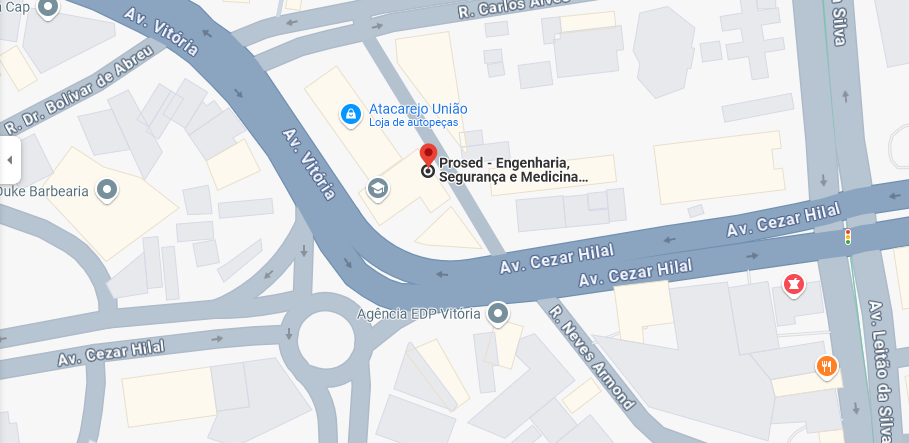 Cap
R. Carlos Alves
a Silva
Av. Vitória
R. Dr. Bolívar de Abreu
Atacarejo União
Loja de autopeças
Av. Vitória
Prosed - Engenharia,
Segurança e Medicina...
Duke Barbearia
Av. Cezar Hilal
Av. Cezar Hilal
Av. Cezar Hilal
Agência EDP Vitória
R. Neves Armond
Av. Leitão da Silva
Av. Cezar Hilal